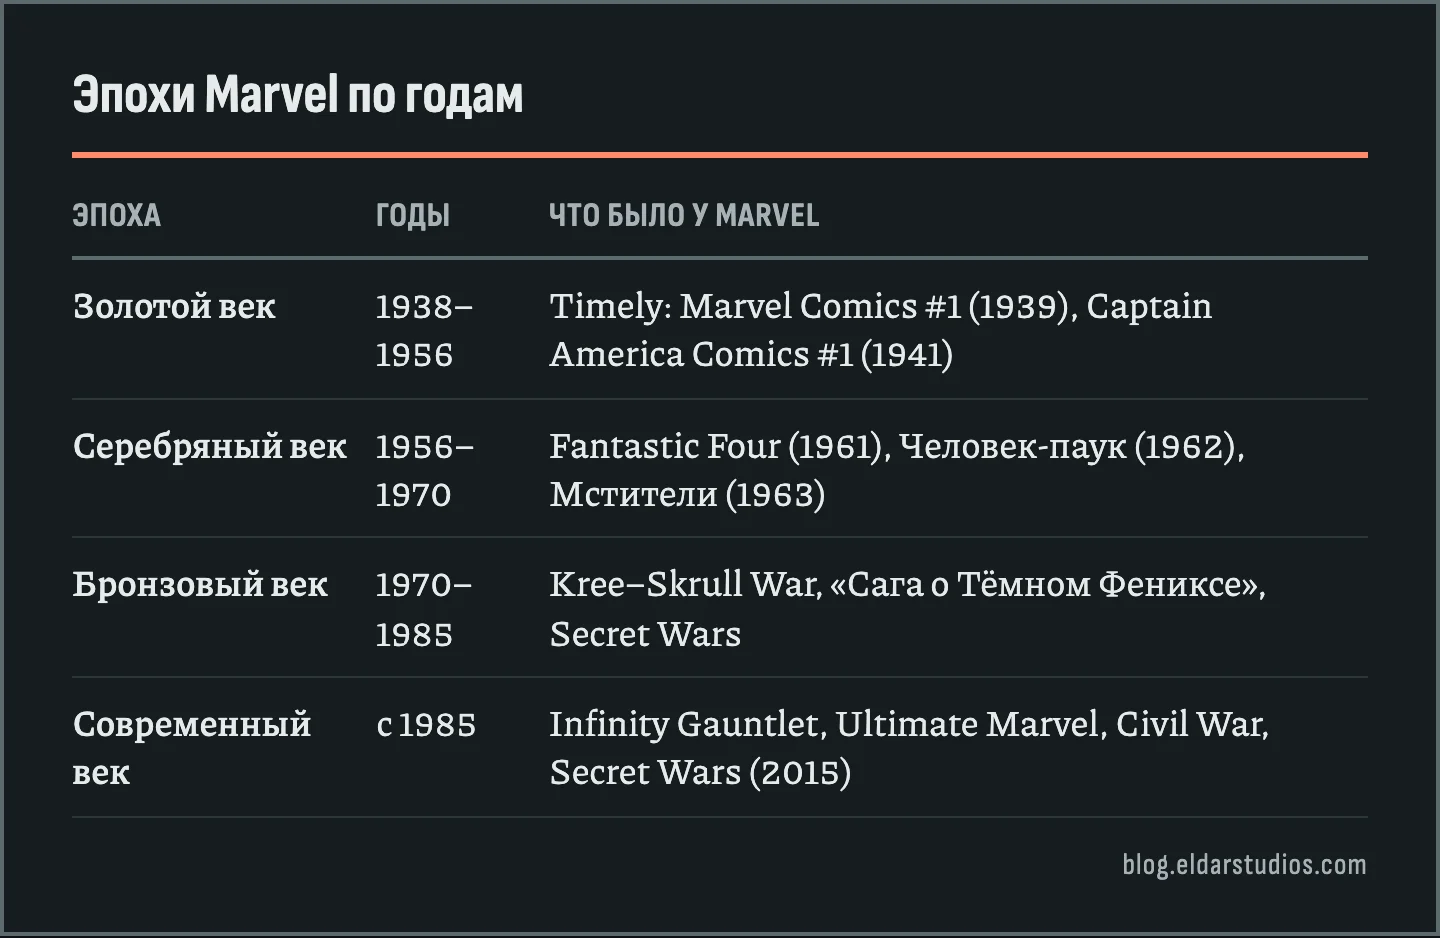 Эпохи Marvel по годам
ЭПОХА ГОДЫ ЧТО БЫЛО У MARVEL
Золотой век 1938– Timely: Marvel Comics #1 (1939), Captain
1956 America Comics #1 (1941)
Серебряный век 1956– Fantastic Four (1961), Человек-паук (1962),
1970 Мстители (1963)
Бронзовый век 1970– Kree–Skrull War, «Сага о Тёмном Фениксе»,
1985 Secret Wars
Современный с 1985 Infinity Gauntlet, Ultimate Marvel, Civil War,
век Secret Wars (2015)
blog.eldarstudios.com